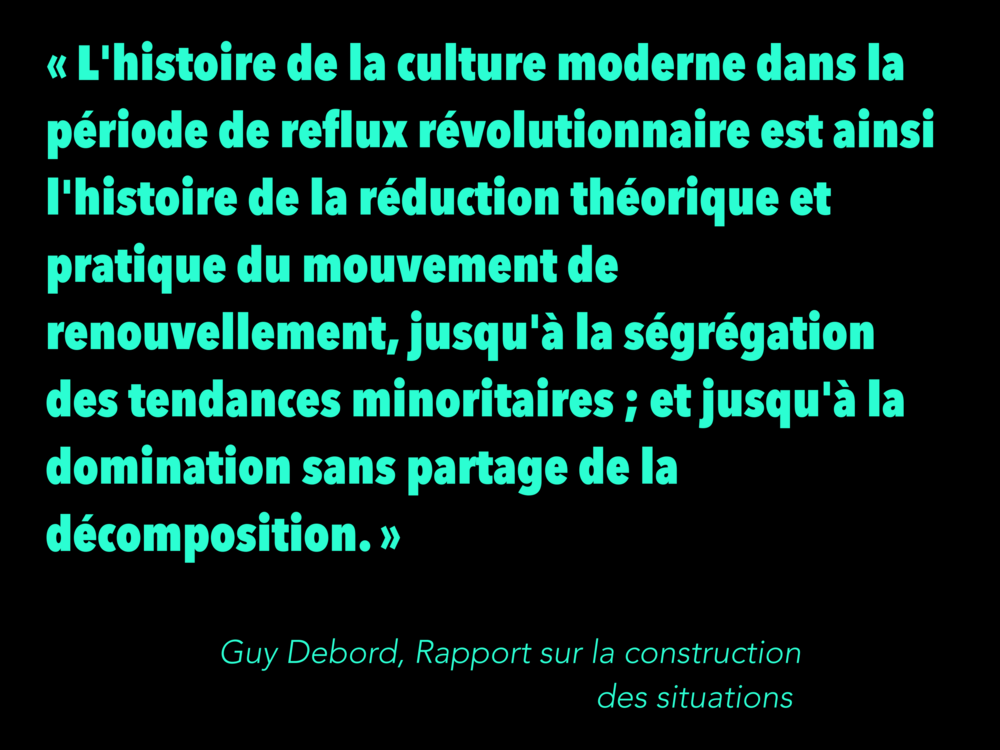 « L'histoire de la culture moderne dans la
période de reflux révolutionnaire est ainsi
l'histoire de la réduction théorique et
pratique du mouvement de
renouvellement, jusqu'à la ségrégation
des tendances minoritaires ; et jusqu'à la
domination sans partage de la
décomposition. »
Guy Debord, Rapport sur la construction
des situations